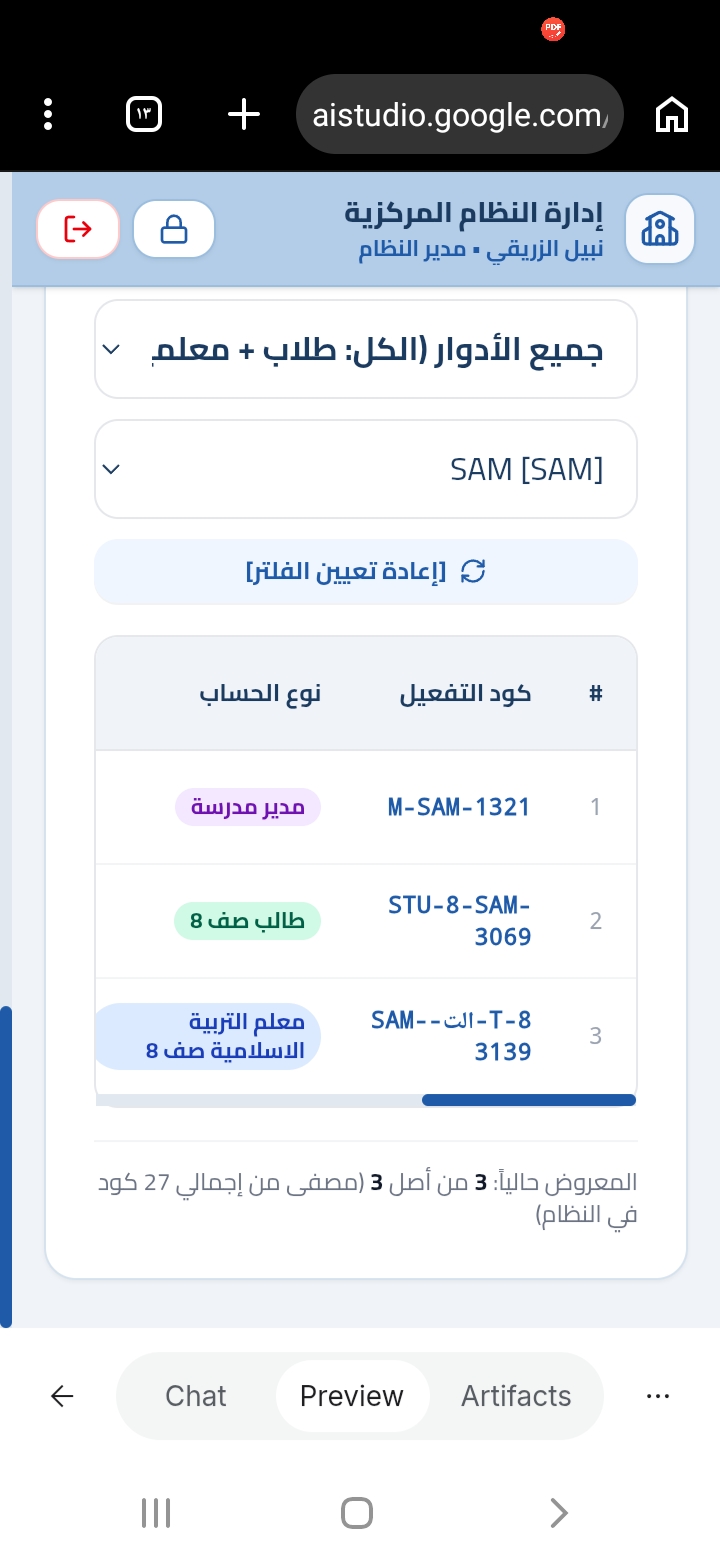 PDF
١٣
aistudio.google.com/
إدارة النظام المركزية
نبيل الزريقي • مدير النظام
جميع الأدوار (الكل: طلاب + معلم
SAM [SAM]
[إعادة تعيين الفلتر]
# كود التفعيل نوع الحساب
1 M-SAM-1321 مدير مدرسة
2 STU-8-SAM-
3069
طالب صف 8
3 SAM--الت-T-8
3139
معلم التربية
الاسلامية صف 8
المعروض حالياً: 3 من أصل 3 (مصفى من إجمالي 27 كود
في النظام)
Chat Preview Artifacts